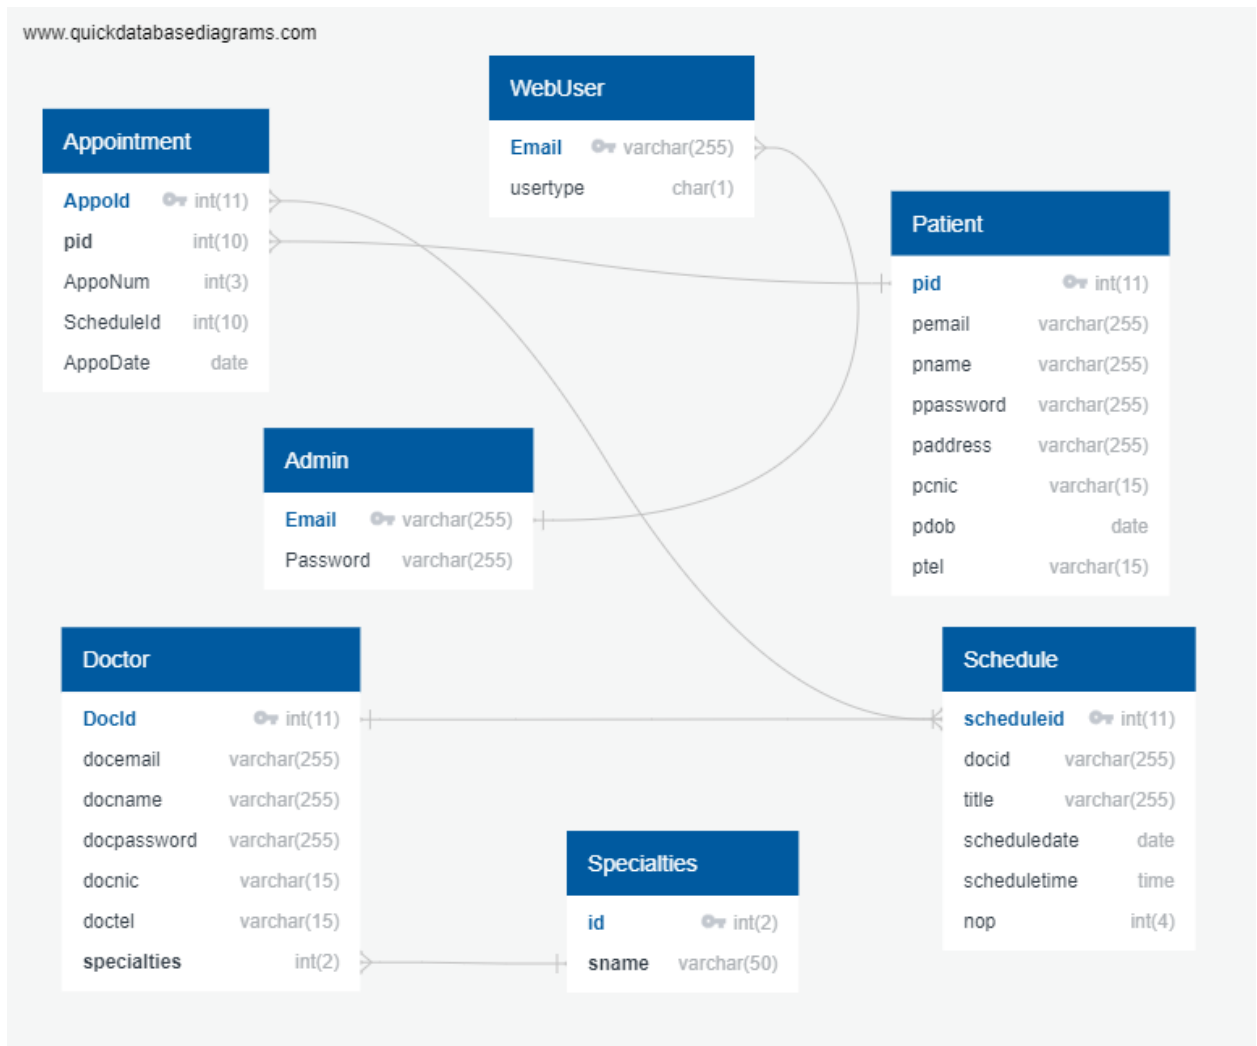 www.quickdatabasediagrams.com
WebUser
Email varchar(255)
usertype char(1)
Appointment
AppoId int(11)
pid int(10)
AppoNum int(3)
ScheduleId int(10)
AppoDate date
Patient
pid int(11)
pemail varchar(255)
pname varchar(255)
ppassword varchar(255)
paddress varchar(255)
pcnic varchar(15)
pdob date
ptel varchar(15)
Admin
Email varchar(255)
Password varchar(255)
Doctor
DocId int(11)
docemail varchar(255)
docname varchar(255)
docpassword varchar(255)
docnic varchar(15)
doctel varchar(15)
specialties int(2)
Schedule
scheduleid int(11)
docid varchar(255)
title varchar(255)
scheduledate date
scheduletime time
nop int(4)
Specialties
id int(2)
sname varchar(50)